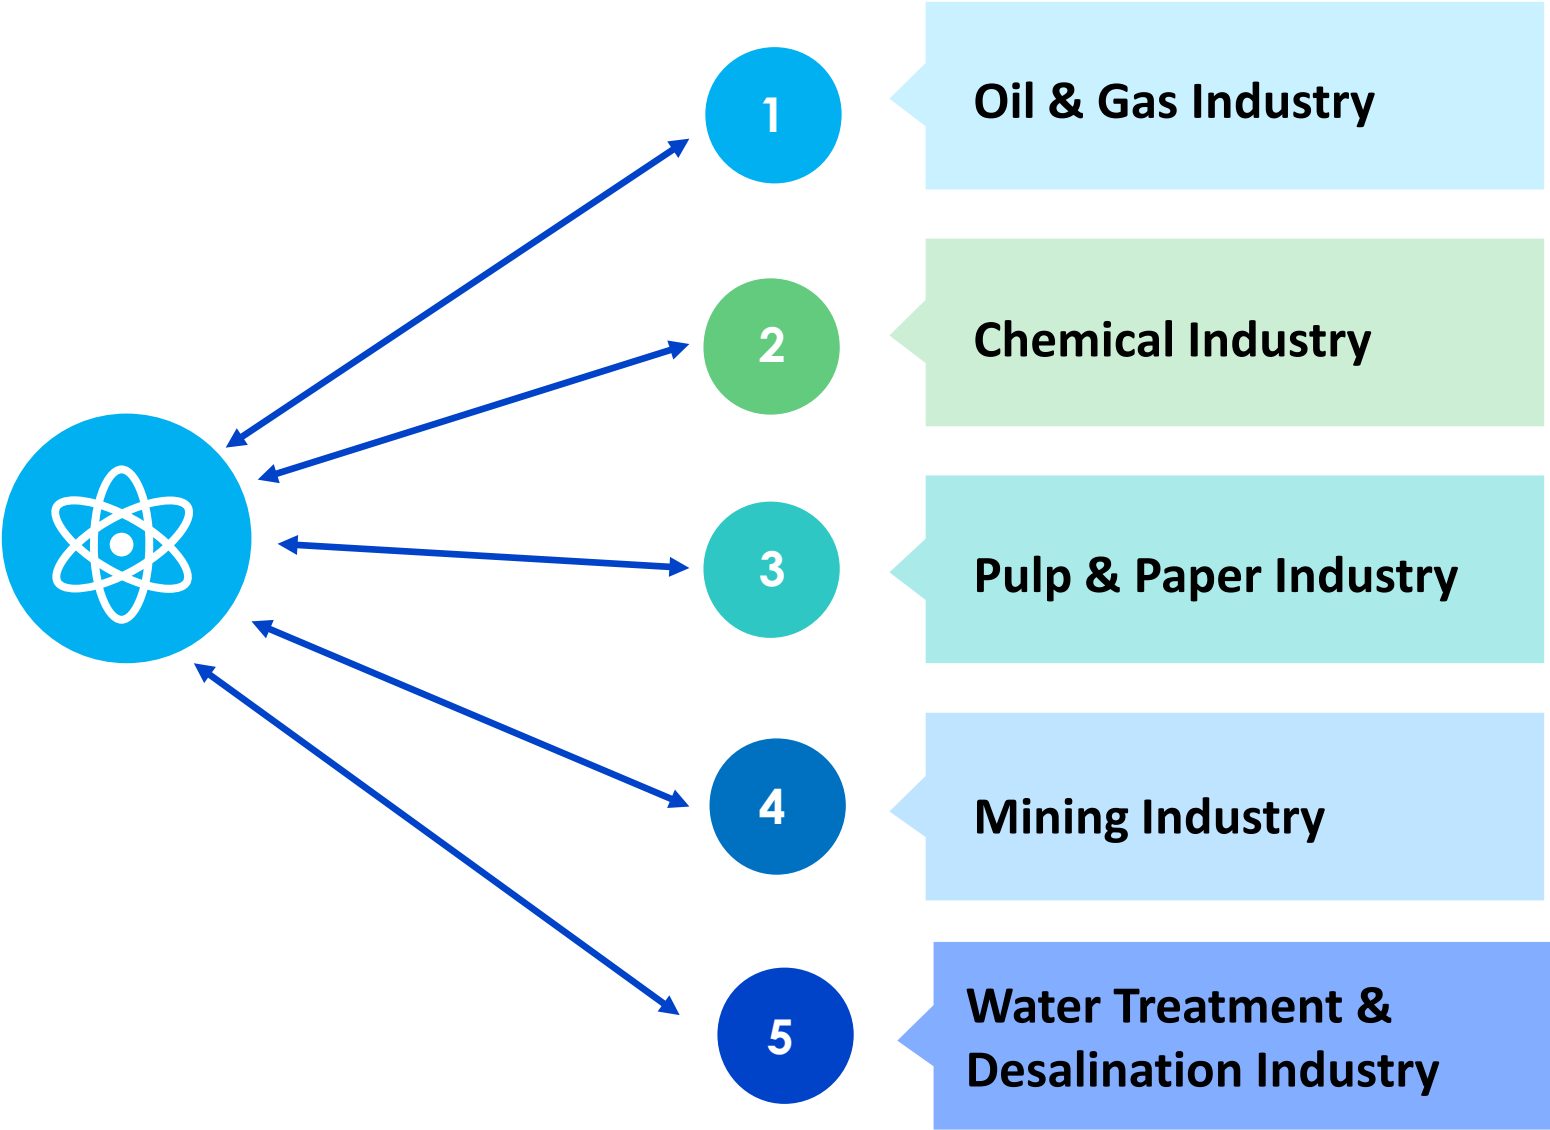 1
Oil & Gas Industry
2
Chemical Industry
3
Pulp & Paper Industry
4
Mining Industry
5
Water Treatment &
Desalination Industry